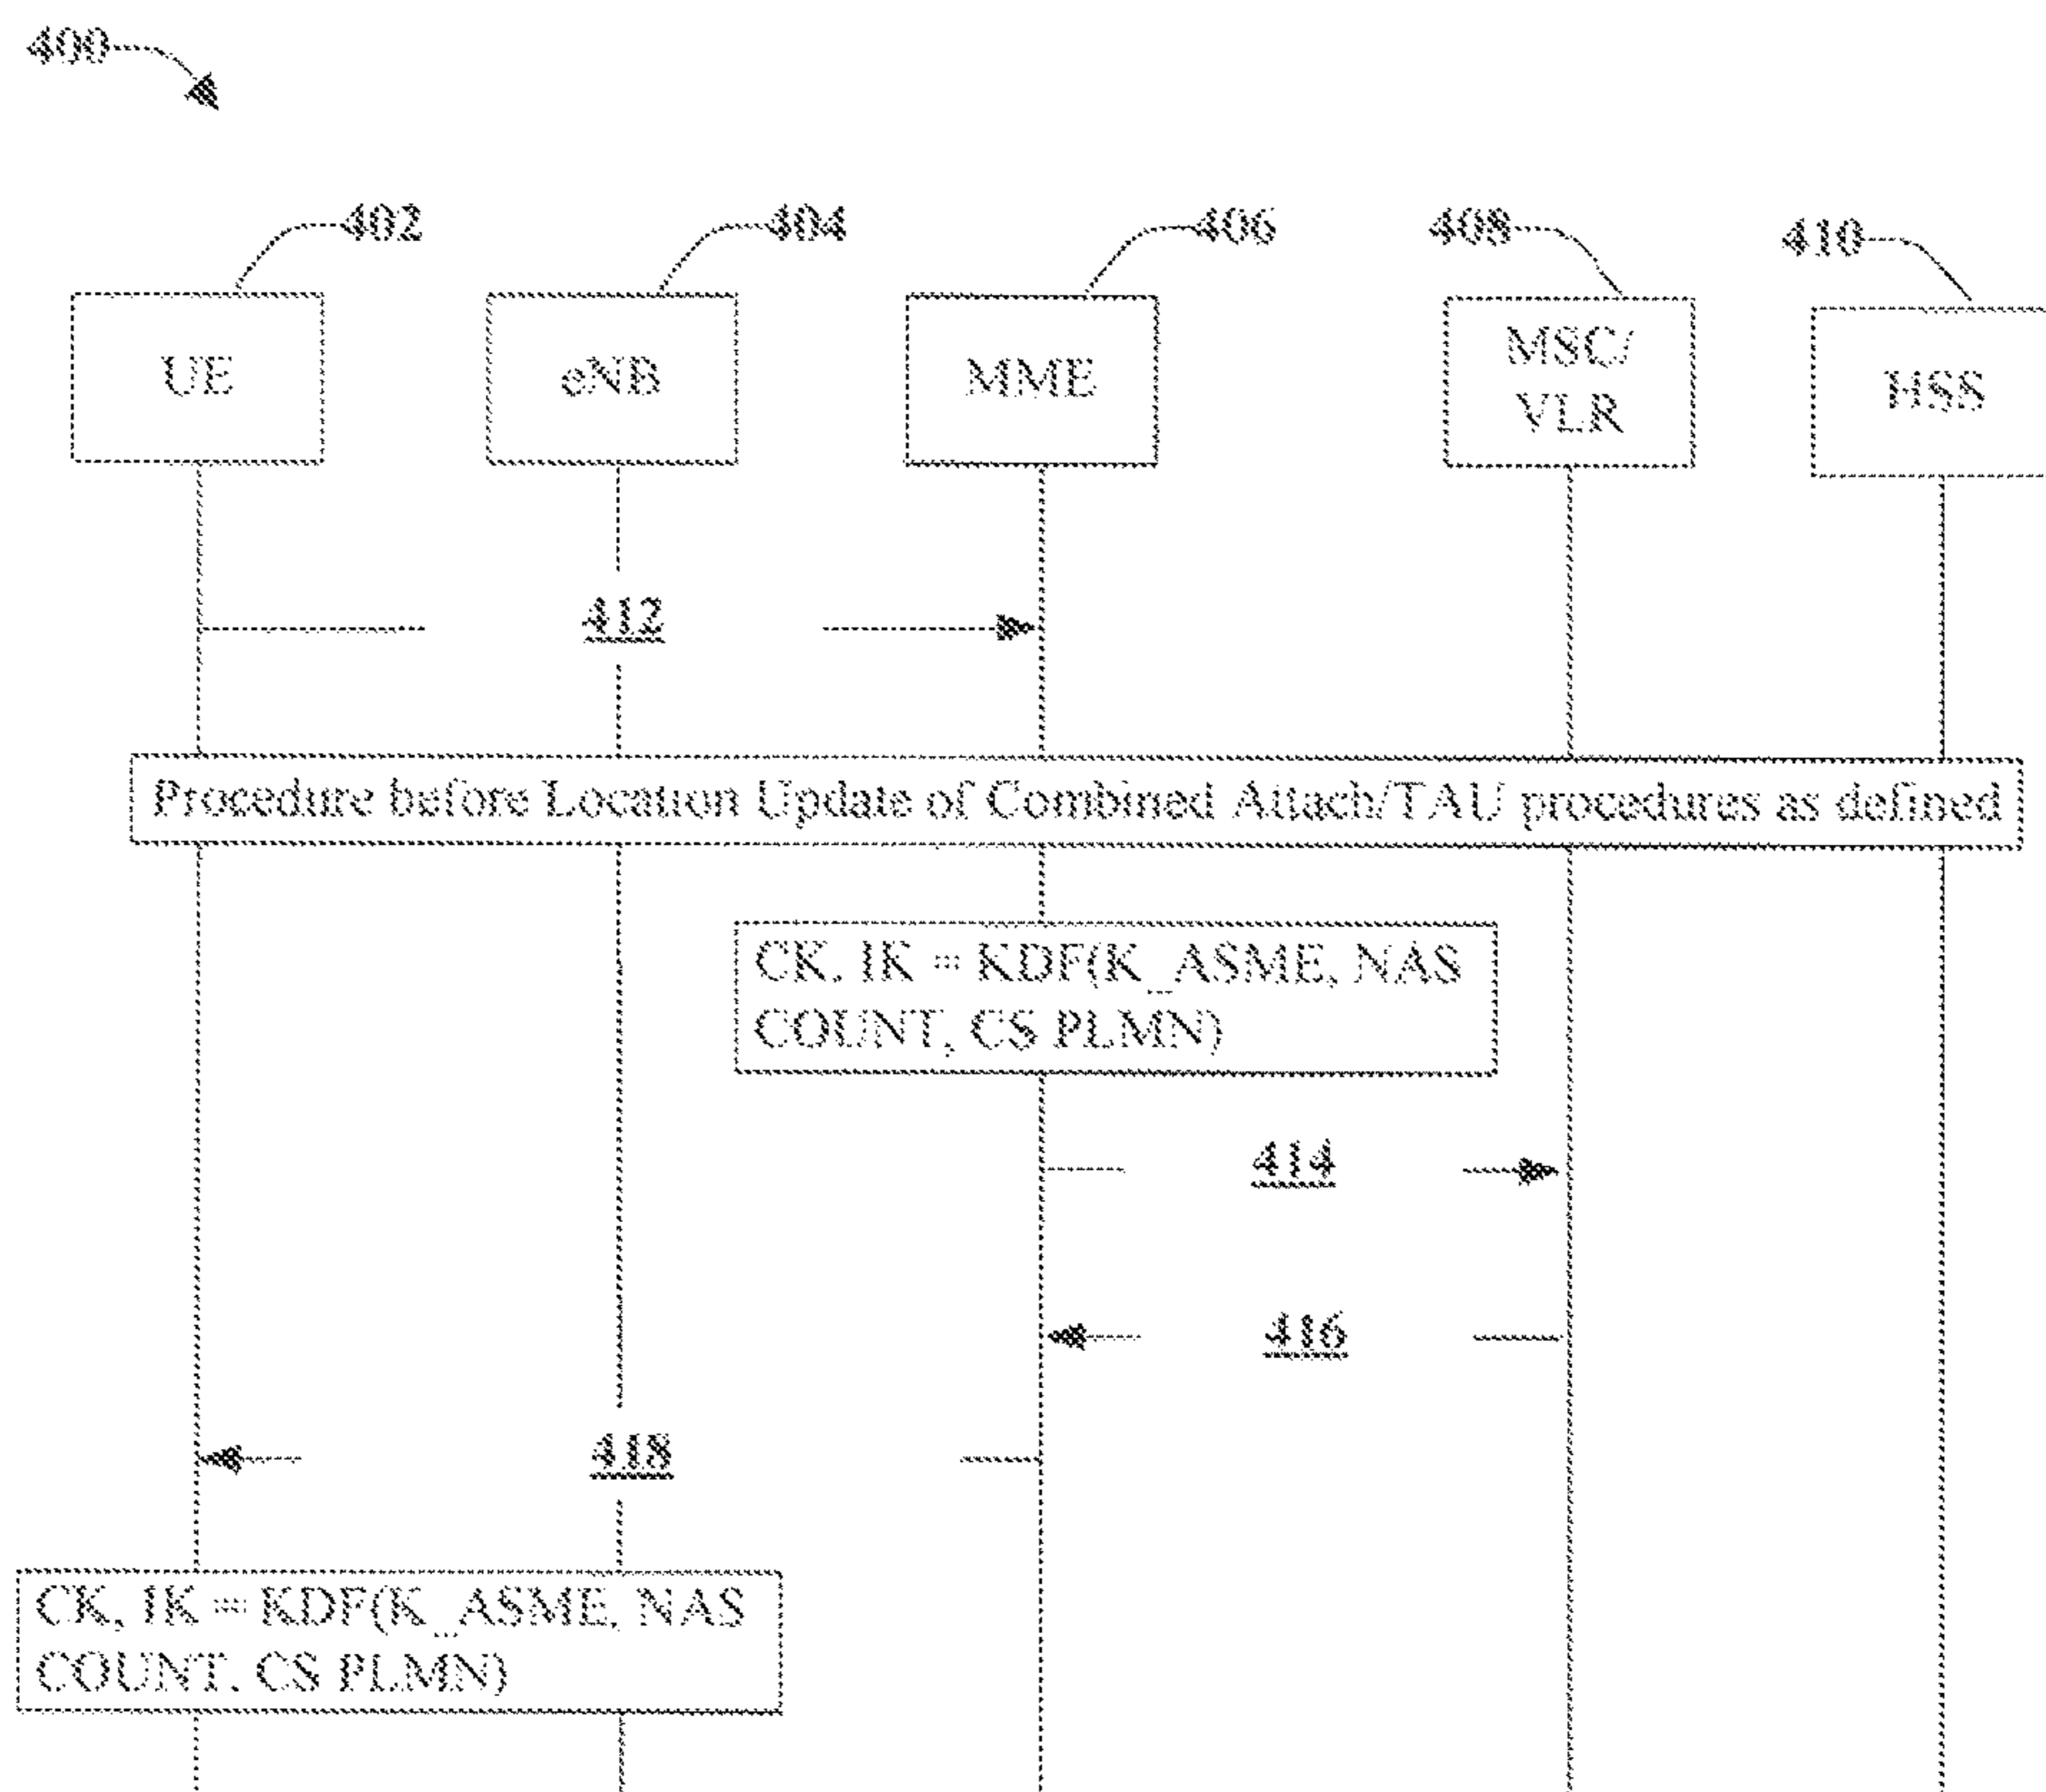 400
402
404
406
408
410
UE
eNB
MME
MSC/
VLR
HSS
412
Procedure before Location Update of Combined Attach/TAU procedures as defined
CK, IK = KDF(K_ASME, NAS
COUNT, CS PLMN)
414
416
418
CK, IK = KDF(K_ASME, NAS
COUNT, CS PLMN)